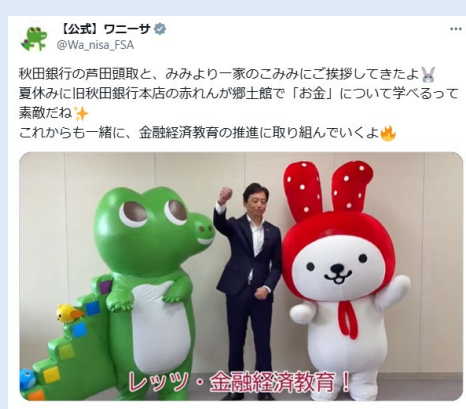 【公式】ワニーサ
@Wa_nisa_FSA
秋田銀行の芦田頭取と、みみより一家のこみみにご挨拶してきたよ🐰
夏休みに旧秋田銀行本店の赤れんが郷土館で「お金」について学べるって
素敵だね✨
これからも一緒に、金融経済教育の推進に取り組んでいくよ🔥
レッツ・金融経済教育！